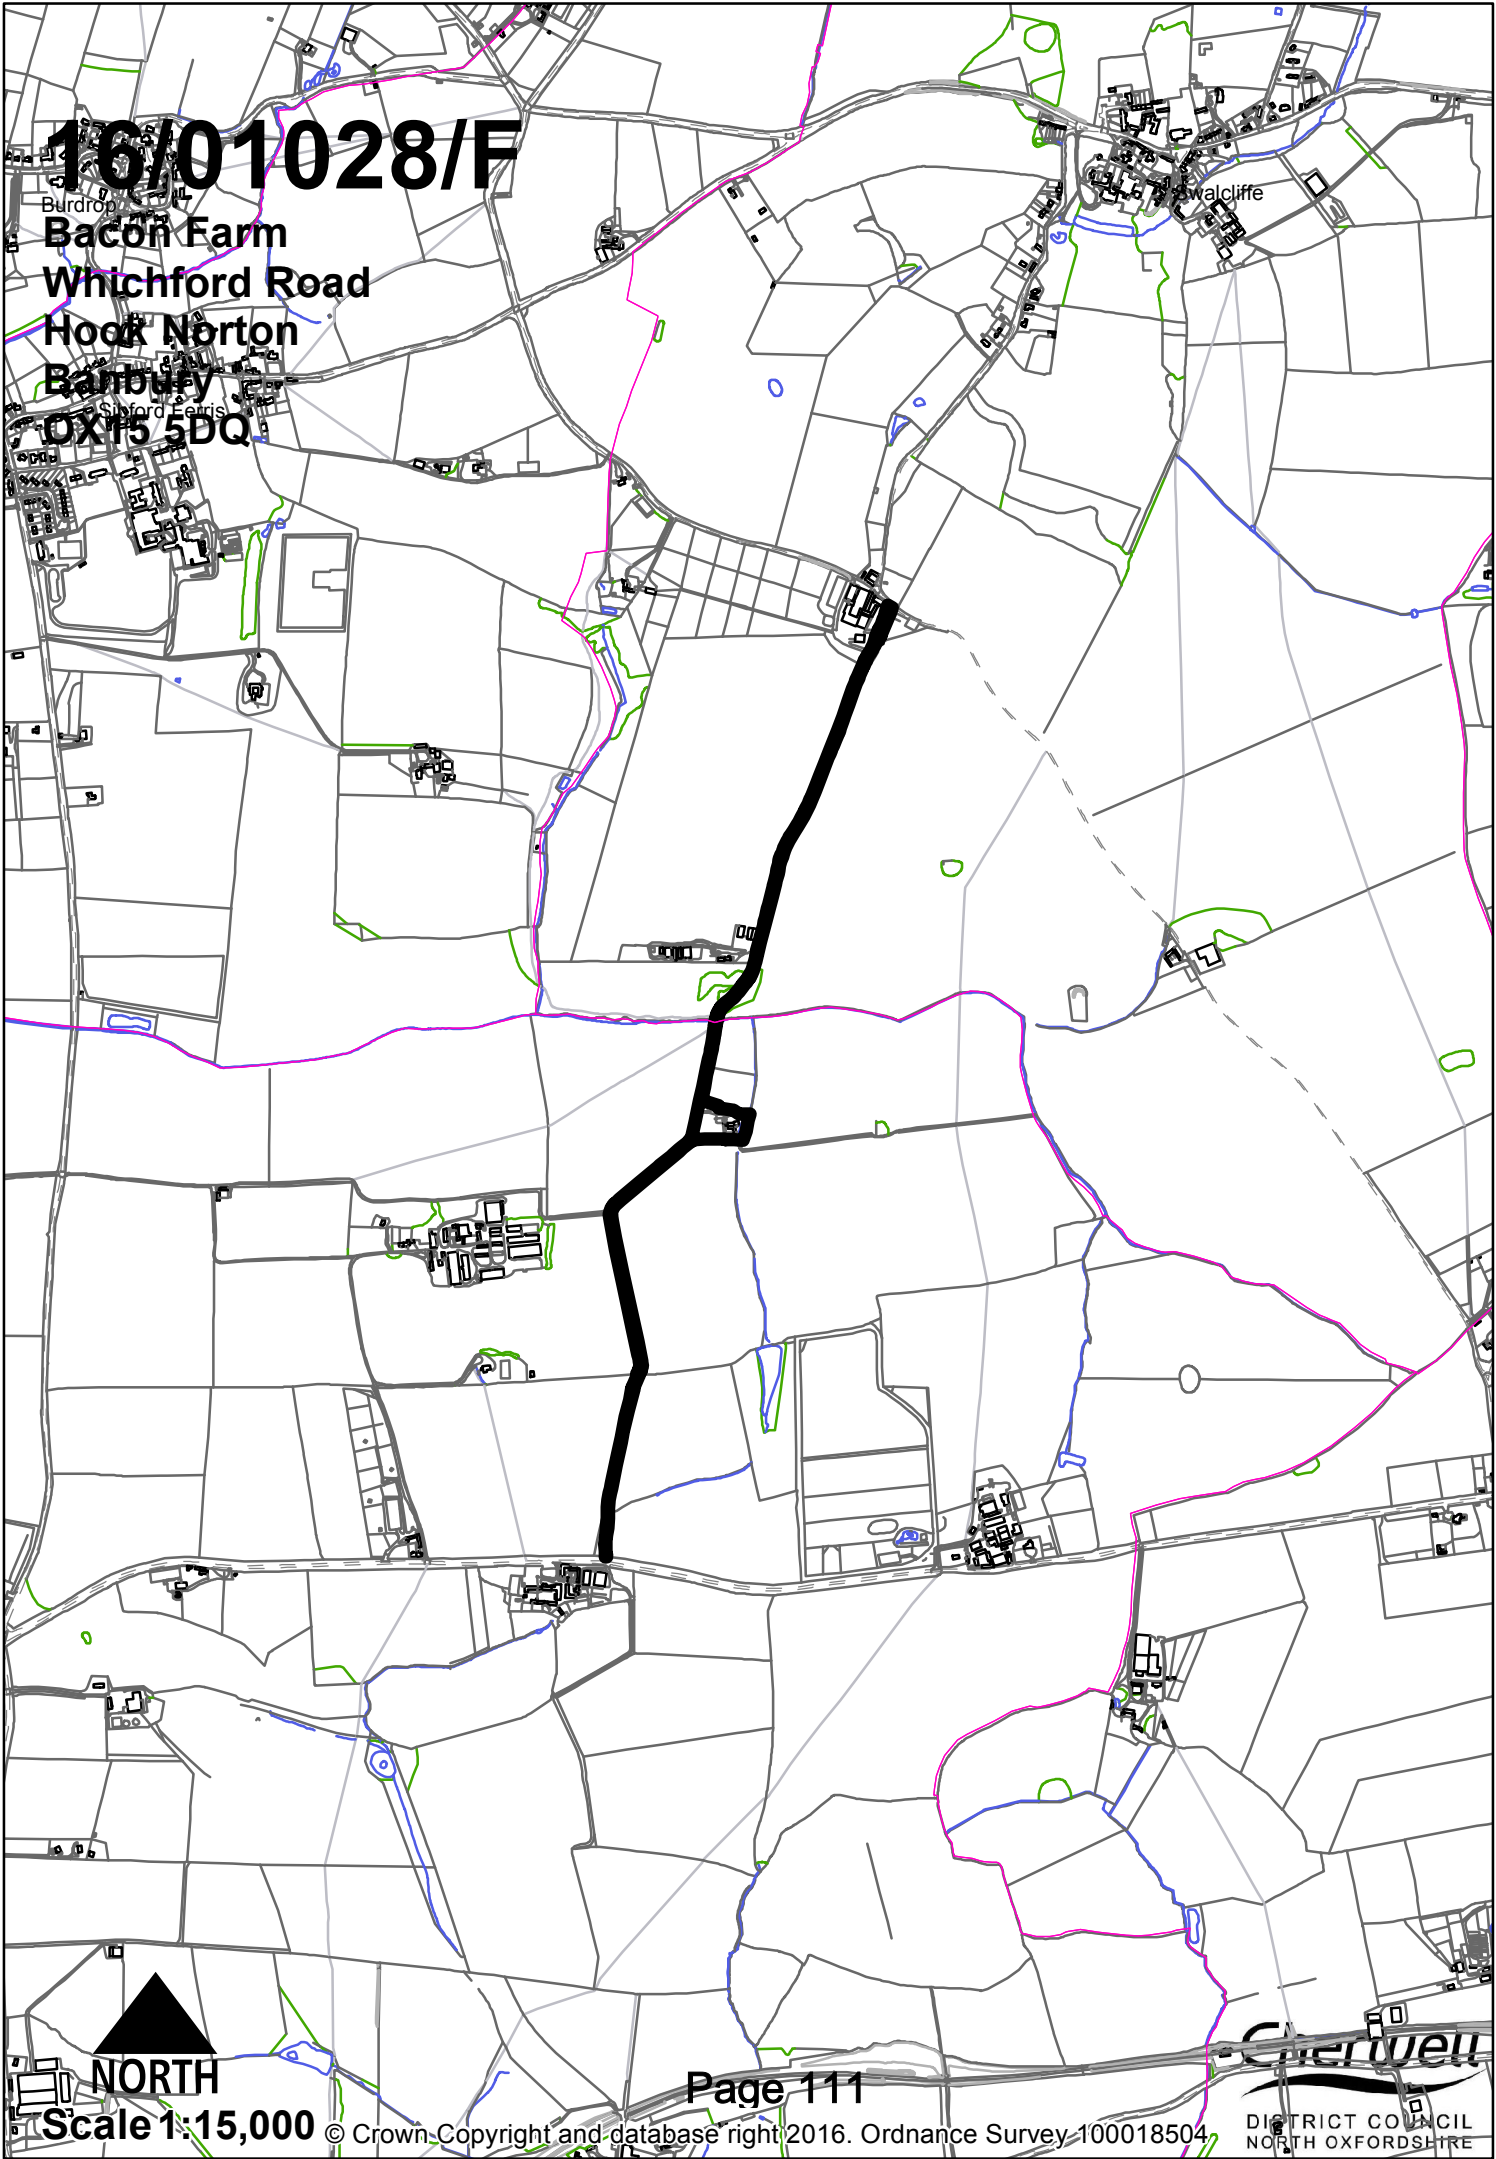 16/01028/F
Burdrop
Bacon Farm
Whichford Road
Hook Norton
Banbury
Sibford Ferris
OX15 5DQ
Swalcliffe
NORTH
Scale 1:15,000
Page 111
© Crown Copyright and database right 2016. Ordnance Survey 100018504
Cherwell
DISTRICT COUNCIL
NORTH OXFORDSHIRE